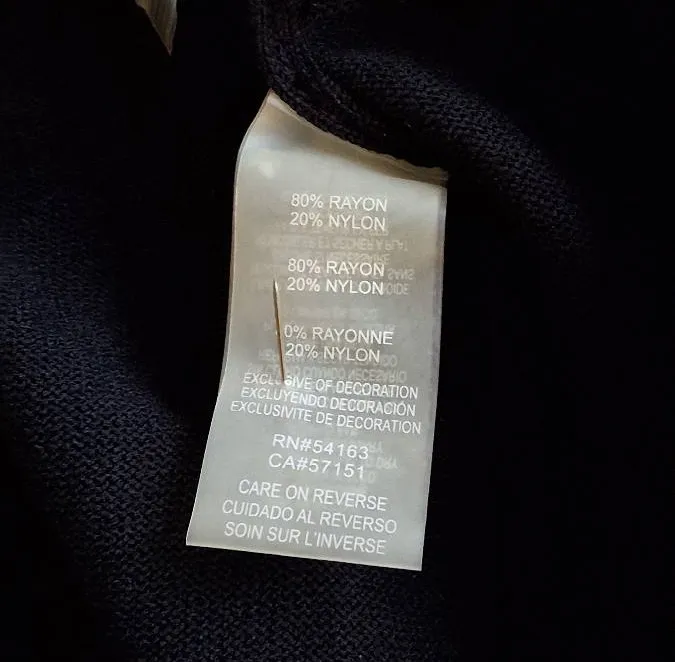 80% RAYON
20% NYLON
80% RAYON
20% NYLON
0% RAYONNE
20% NYLON
EXCLUSIVE OF DECORATION
EXCLUYENDO DECORACIÓN
EXCLUSIVITE DE DECORATION
RN#54163
CA#57151
CARE ON REVERSE
CUIDADO AL REVERSO
SOIN SUR L'INVERSE